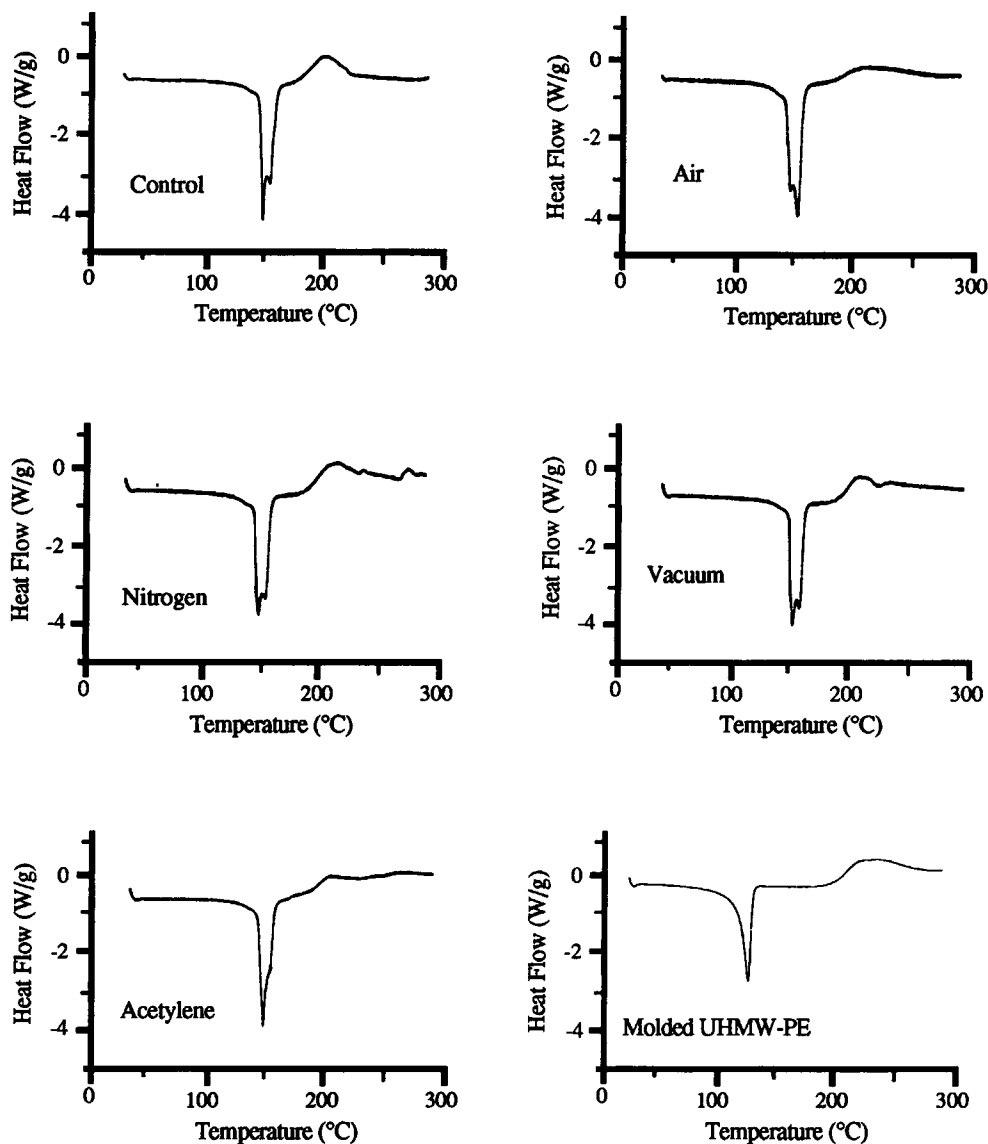 0
-2
-4
Heat Flow (W/g)
Control
0
100
200
300
Temperature (°C)
0
-2
-4
Heat Flow (W/g)
Air
0
100
200
300
Temperature (°C)
0
-2
-4
Heat Flow (W/g)
Nitrogen
0
100
200
300
Temperature (°C)
0
-2
-4
Heat Flow (W/g)
Vacuum
0
100
200
300
Temperature (°C)
0
-2
-4
Heat Flow (W/g)
Acetylene
0
100
200
300
Temperature (°C)
0
-2
-4
Heat Flow (W/g)
Molded UHMW-PE
0
100
200
300
Temperature (°C)